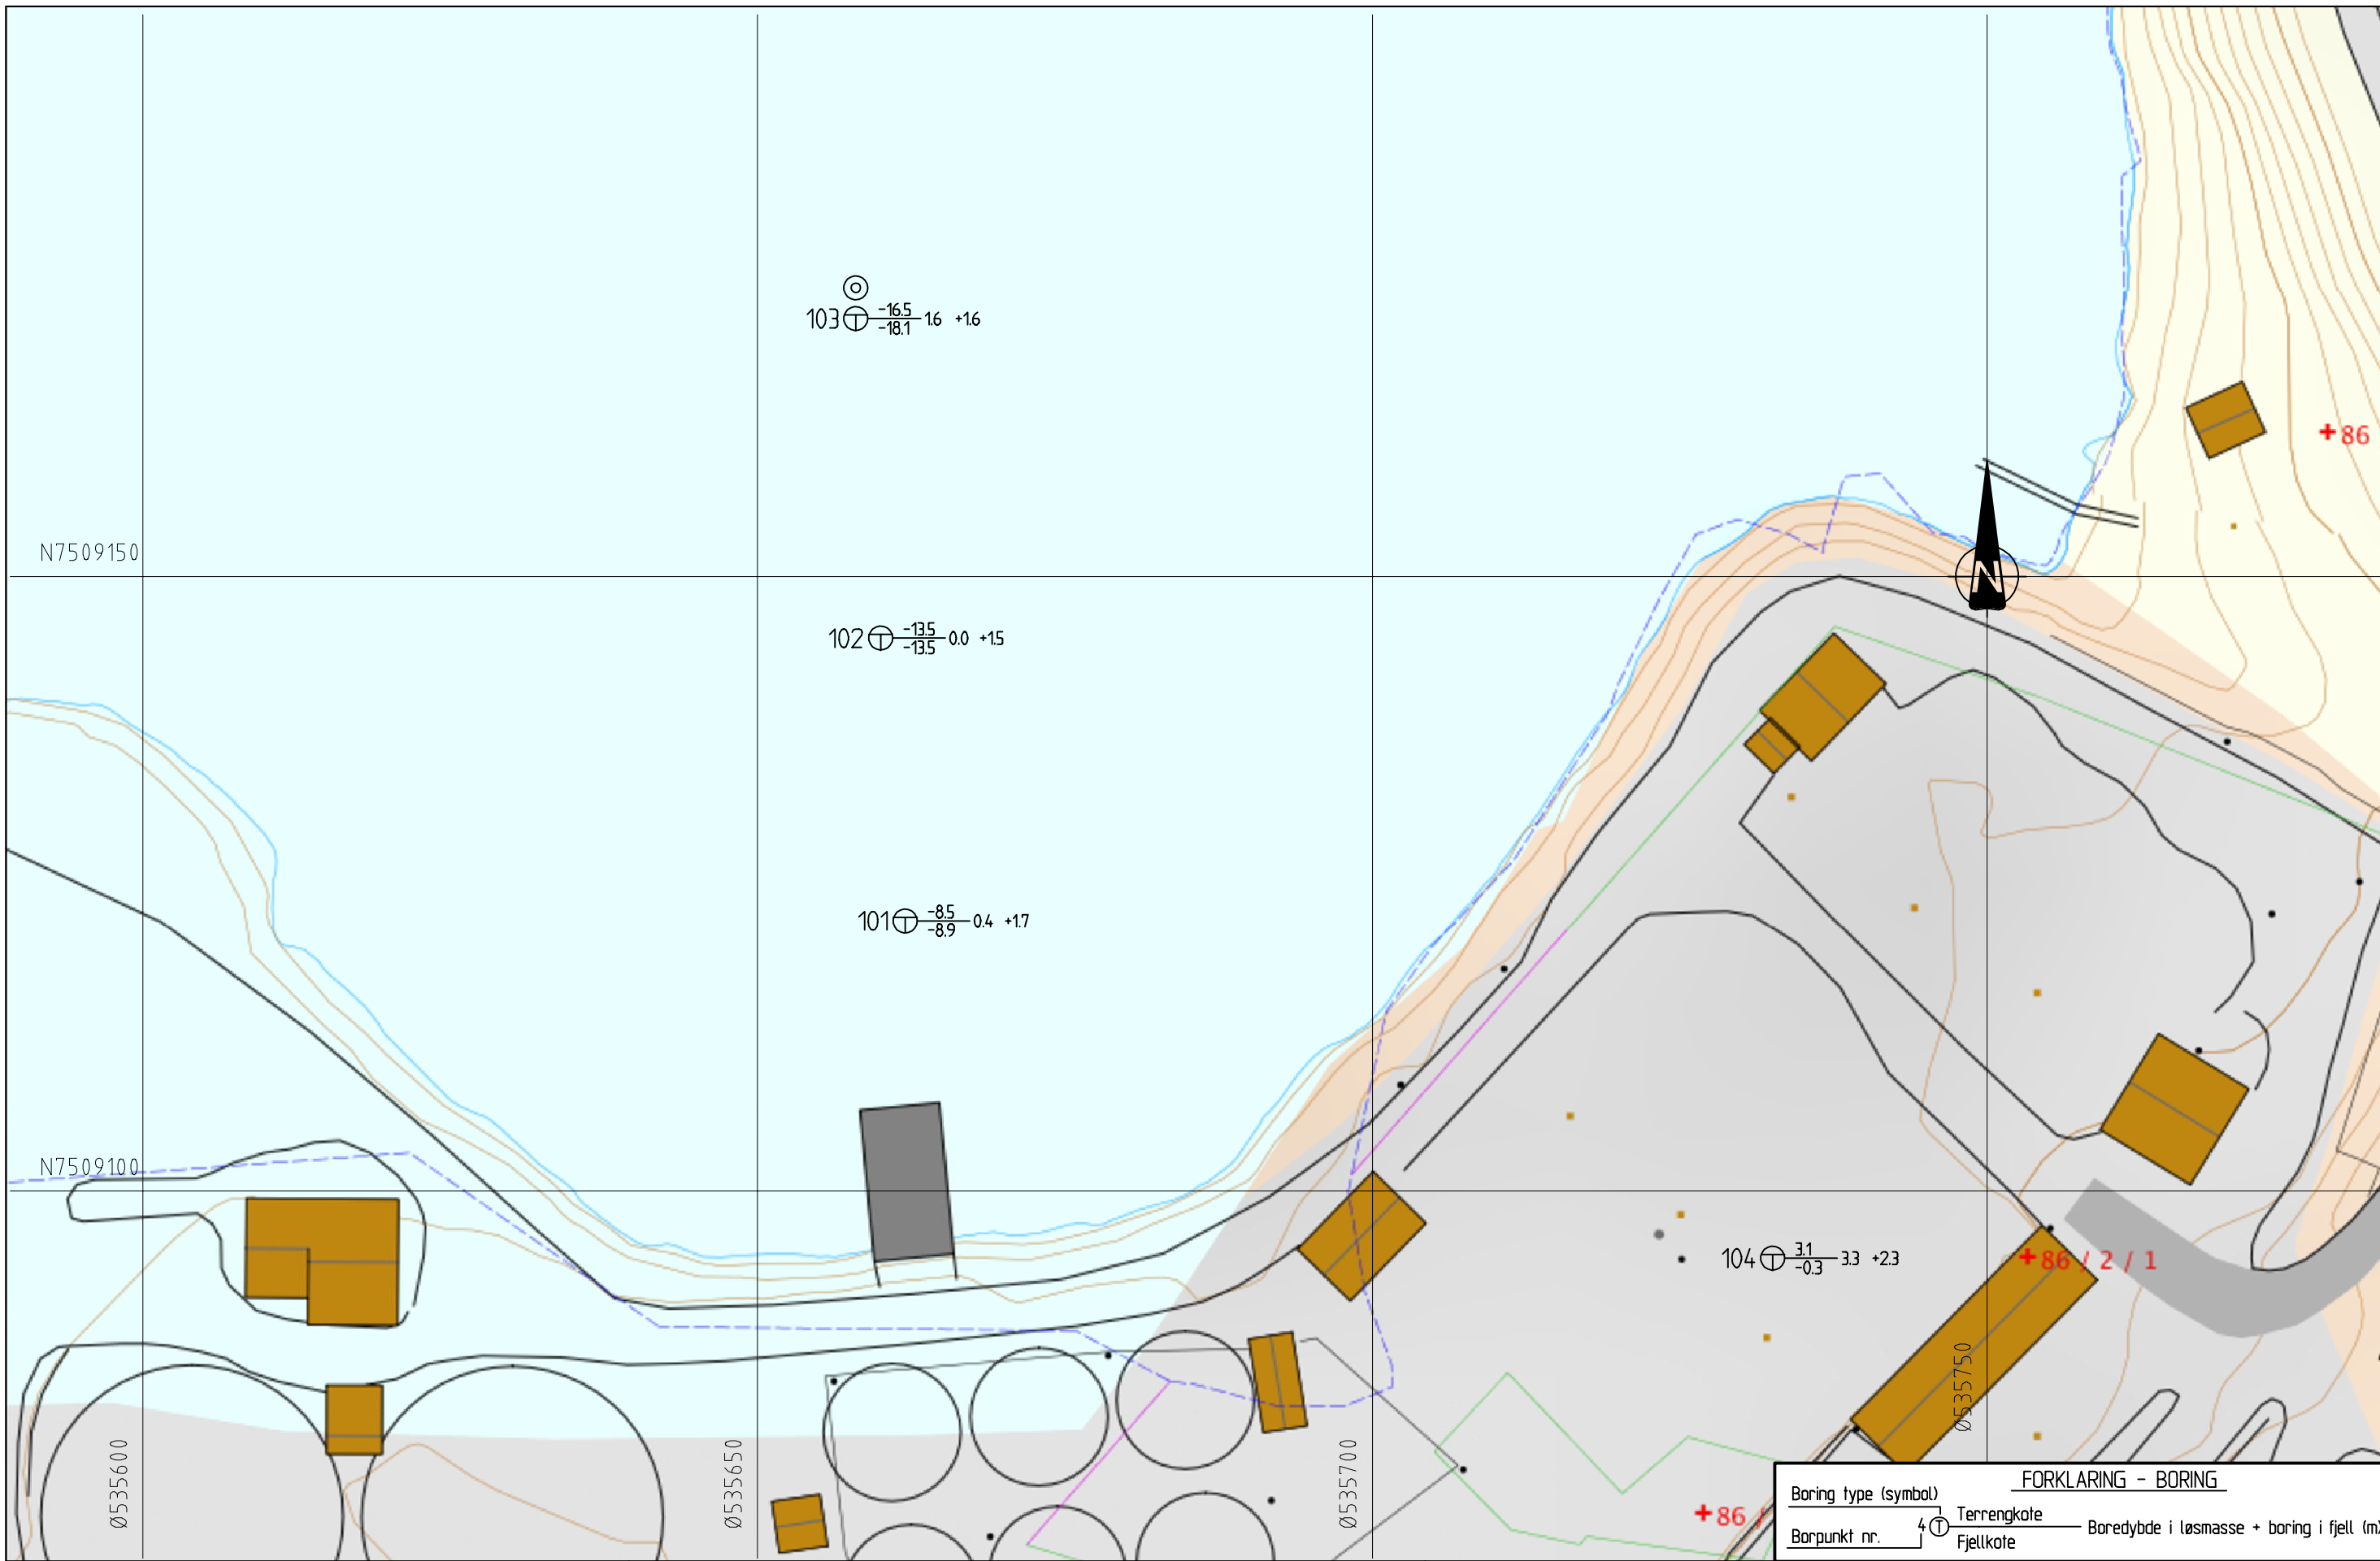 -16.5
103 T -18.1 1.6 +1.6
86
N7509150
-13.5
102 T -13.5 0.0 +1.5
N
-8.5
101 T -8.9 0.4 +1.7
N7509100
3.1
104 T -0.3 3.3 +2.3
86 / 2 / 1
Ø535600
Ø535650
Ø535700
Ø535750
86 /
FORKLARING - BORING
Boring type (symbol)
Terrengkote
Borpunkt nr. 4 T Boredybde i løsmasse + boring i fjell (m)
Fjellkote